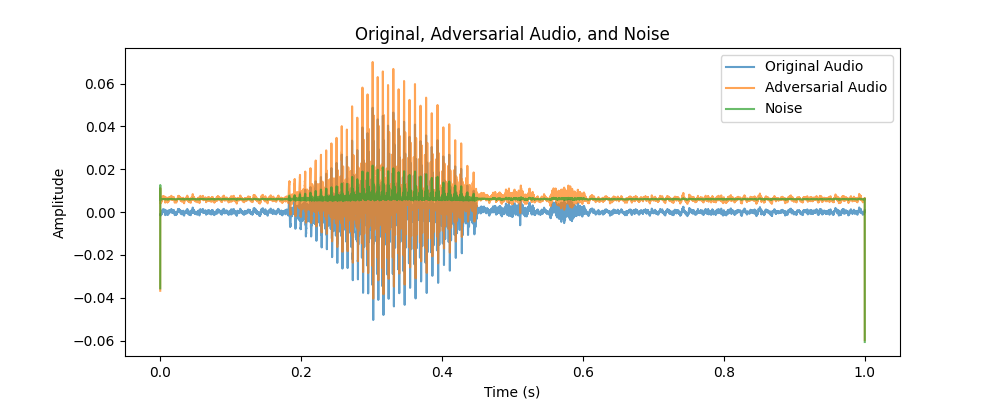 Original, Adversarial Audio, and Noise
Original Audio
Adversarial Audio
Noise
Amplitude
0.06
0.04
0.02
0.00
−0.02
−0.04
−0.06
0.0 0.2 0.4 0.6 0.8 1.0
Time (s)